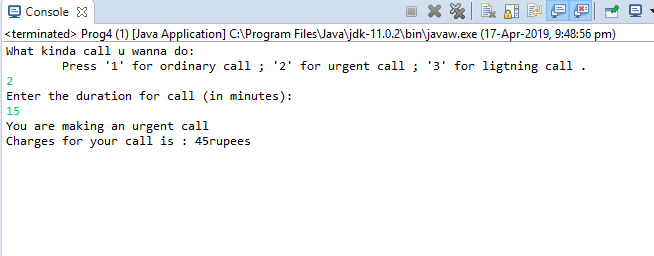 Console
<terminated> Prog4 (1) [Java Application] C:\Program Files\Java\jdk-11.0.2\bin\javaw.exe (17-Apr-2019, 9:48:56 pm)
What kinda call u wanna do:
        Press '1' for ordinary call ; '2' for urgent call ; '3' for ligtning call .
2
Enter the duration for call (in minutes):
15
You are making an urgent call
Charges for your call is : 45rupees